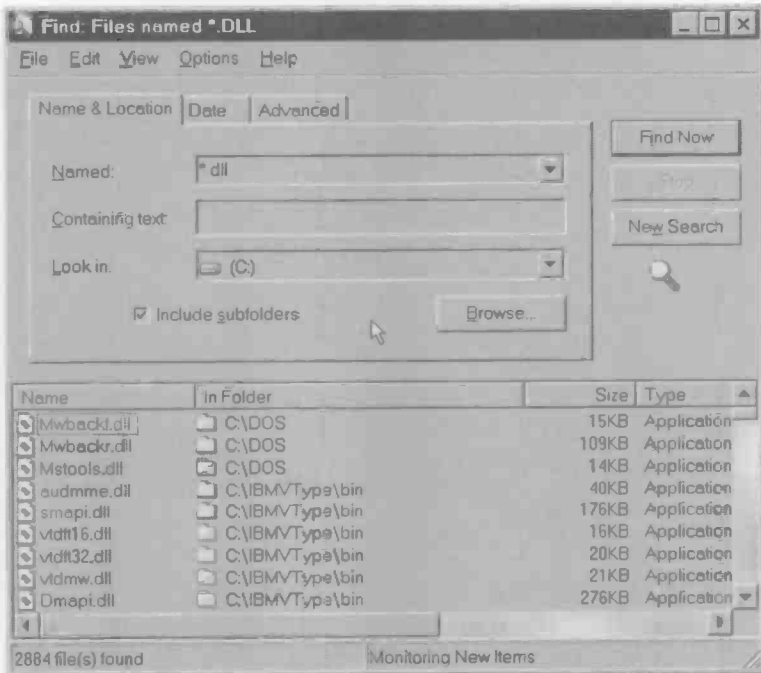 Find: Files named *.DLL
File Edit View Options Help
Name & Location Date Advanced
Named: *.dll
Containing text:
Look in: (C:)
Include subfolders
Browse...
Find Now
Stop
New Search
Name In Folder Size Type
Mwbackf.dll C:\DOS 15KB Application
Mwbackr.dll C:\DOS 109KB Application
Mstools.dll C:\DOS 14KB Application
audmme.dll C:\IBMVType\bin 40KB Application
smapi.dll C:\IBMVType\bin 176KB Application
vtdft16.dll C:\IBMVType\bin 16KB Application
vtdft32.dll C:\IBMVType\bin 20KB Application
vtdmw.dll C:\IBMVType\bin 21KB Application
Dmapi.dll C:\IBMVType\bin 276KB Application
2884 file(s) found Monitoring New Items